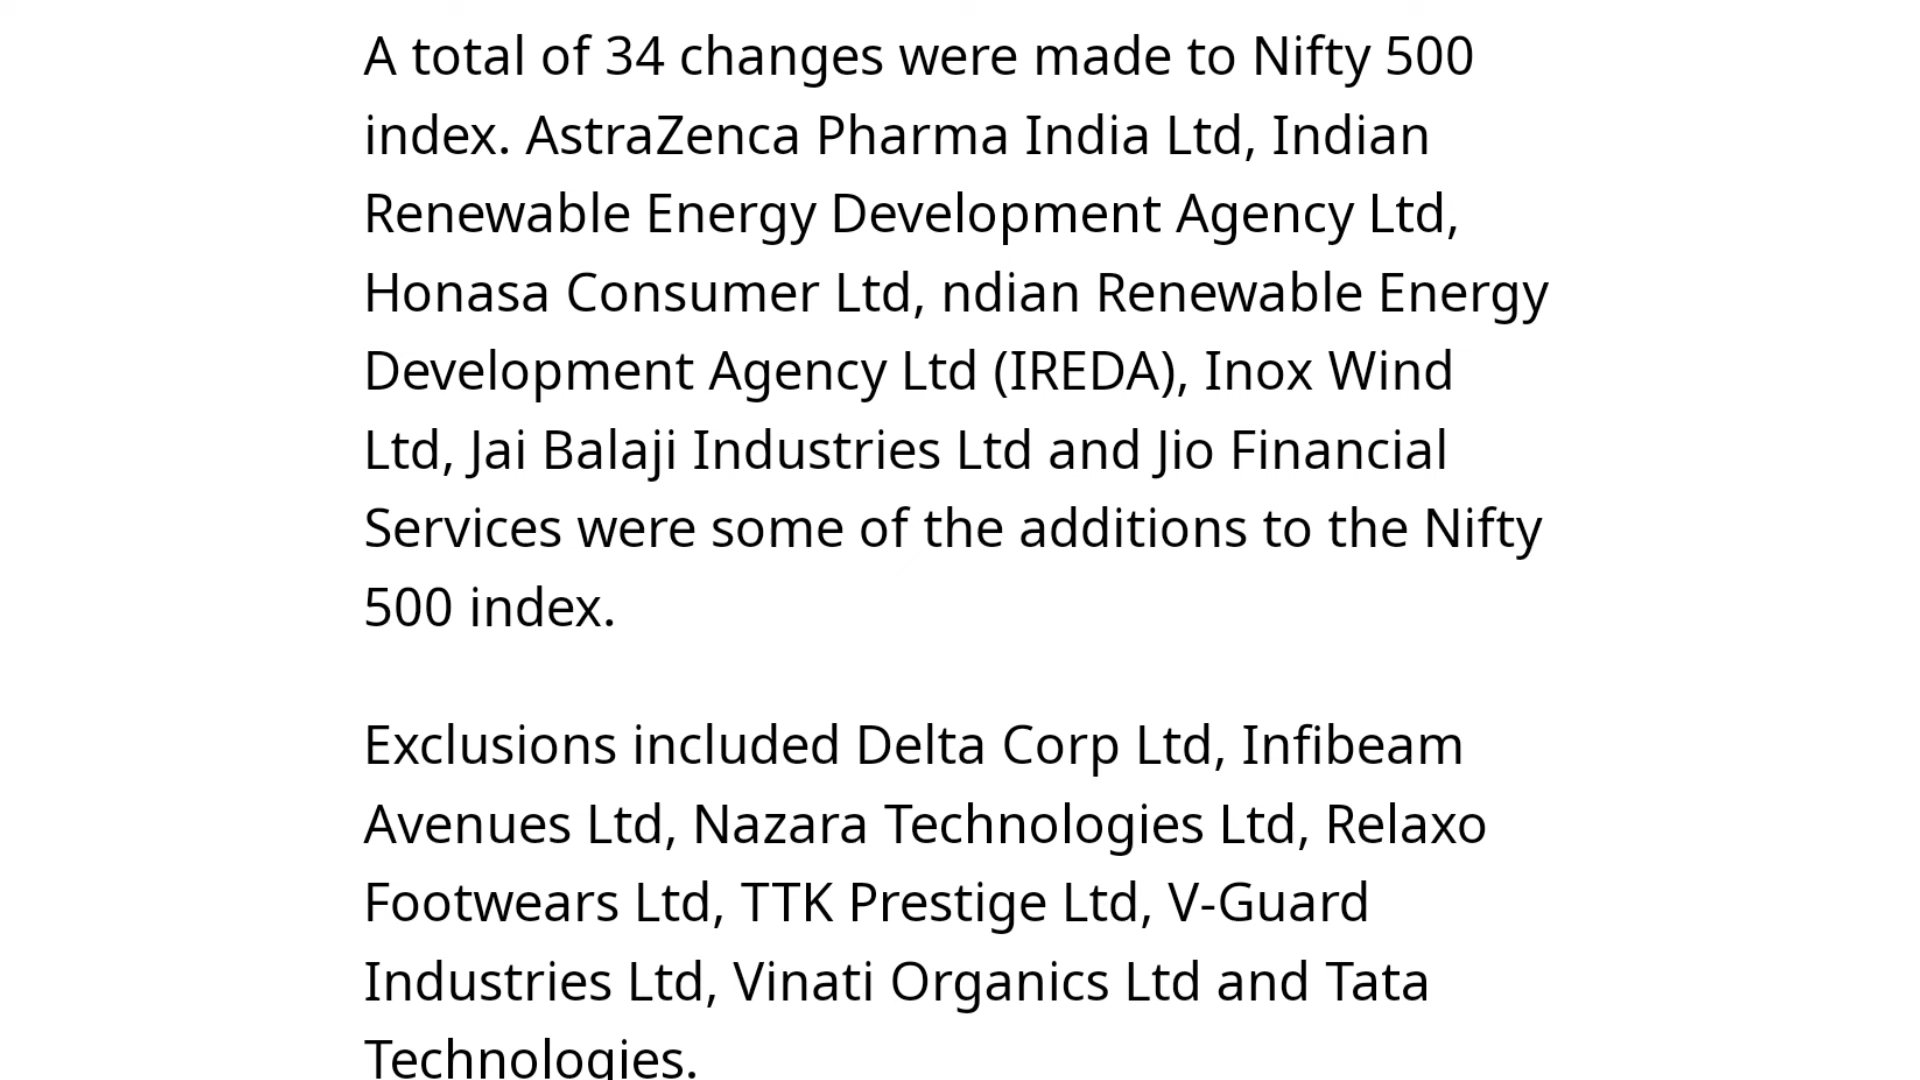 A total of 34 changes were made to Nifty 500
index. AstraZenca Pharma India Ltd, Indian
Renewable Energy Development Agency Ltd,
Honasa Consumer Ltd, ndian Renewable Energy
Development Agency Ltd (IREDA), Inox Wind
Ltd, Jai Balaji Industries Ltd and Jio Financial
Services were some of the additions to the Nifty
500 index.
Exclusions included Delta Corp Ltd, Infibeam
Avenues Ltd, Nazara Technologies Ltd, Relaxo
Footwears Ltd, TTK Prestige Ltd, V-Guard
Industries Ltd, Vinati Organics Ltd and Tata
Technologies.